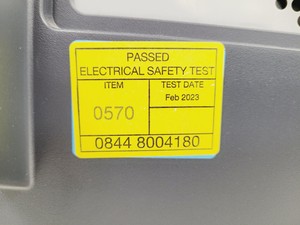 PASSED
ELECTRICAL SAFETY TEST
ITEM TEST DATE
0570 Feb 2023
0844 8004180